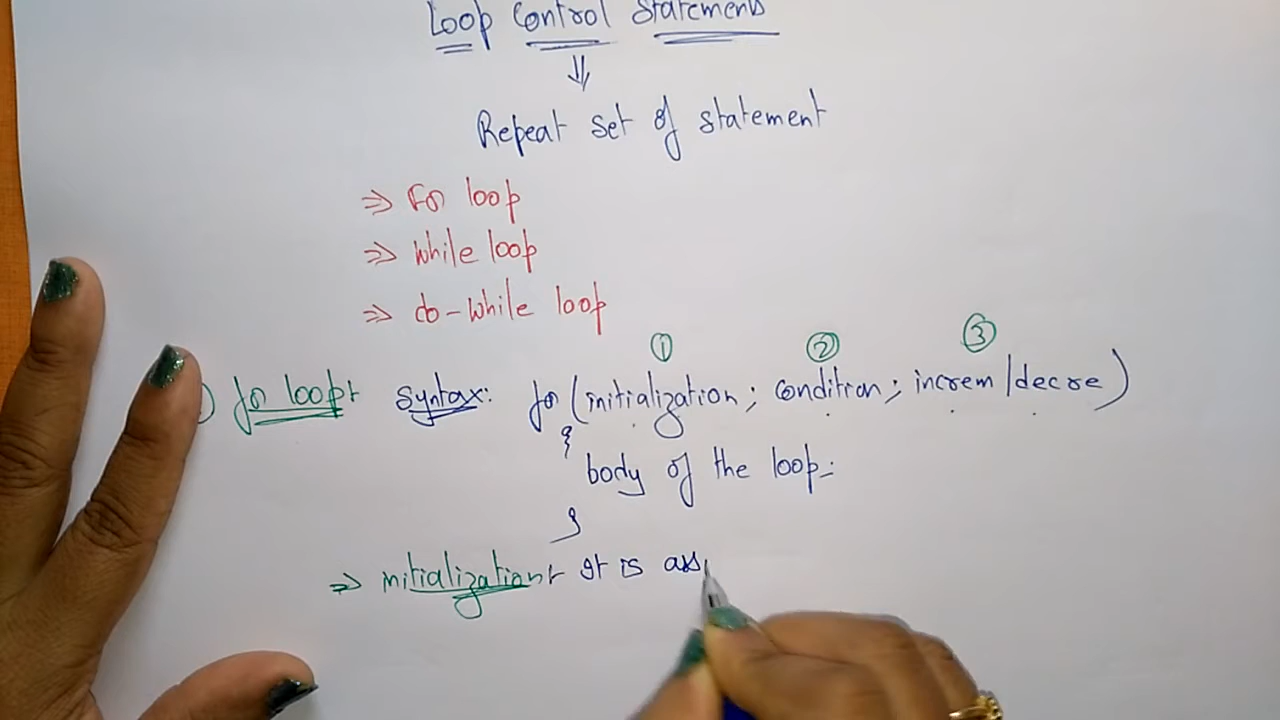 Loop Control Statements
⇓
Repeat set of statement
⇒ For loop
⇒ while loop
⇒ do-while loop
① ② ③
) for loop:- Syntax: for (initialization; condition; increm/decre)
{
body of the loop;
}
⇒ initialization:- It is ass